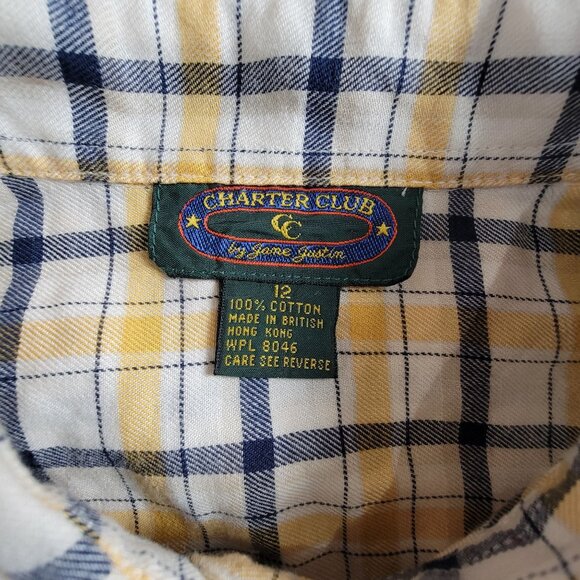 CHARTER CLUB
CC
by Jane Justin
12
100% COTTON
MADE IN BRITISH
HONG KONG
WPL 8046
CARE SEE REVERSE